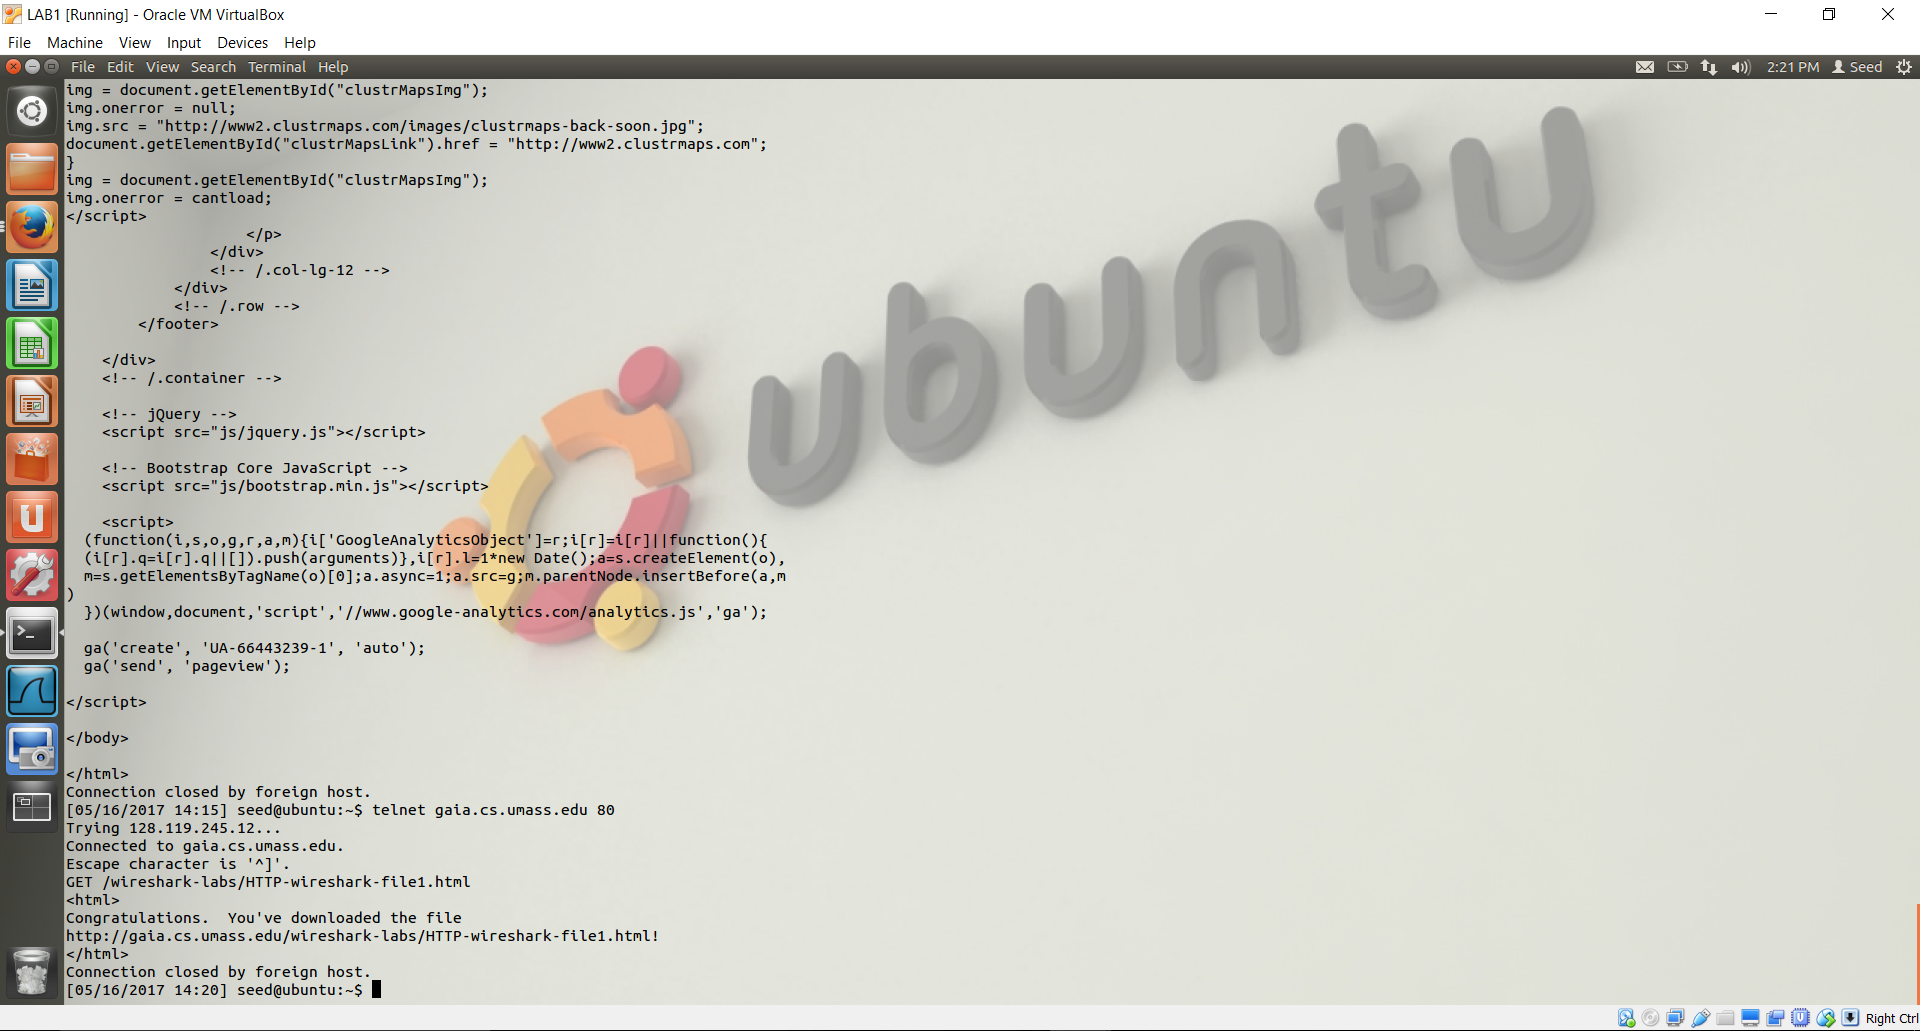 LAB1 [Running] - Oracle VM VirtualBox
File Machine View Input Devices Help
File Edit View Search Terminal Help
2:21 PM Seed
img = document.getElementById("clustrMapsImg");
img.onerror = null;
img.src = "http://www2.clustrmaps.com/images/clustrmaps-back-soon.jpg";
document.getElementById("clustrMapsLink").href = "http://www2.clustrmaps.com";
}
img = document.getElementById("clustrMapsImg");
img.onerror = cantload;
</script>
</p>
</div>
<!-- /.col-lg-12 -->
</div>
<!-- /.row -->
</footer>
</div>
<!-- /.container -->
<!-- jQuery -->
<script src="js/jquery.js"></script>
<!-- Bootstrap Core JavaScript -->
<script src="js/bootstrap.min.js"></script>
<script>
(function(i,s,o,g,r,a,m){i['GoogleAnalyticsObject']=r;i[r]=i[r]||function(){
(i[r].q=i[r].q||[]).push(arguments)},i[r].l=1*new Date();a=s.createElement(o),
m=s.getElementsByTagName(o)[0];a.async=1;a.src=g;m.parentNode.insertBefore(a,m
)
})(window,document,'script','//www.google-analytics.com/analytics.js','ga');
ga('create', 'UA-66443239-1', 'auto');
ga('send', 'pageview');
</script>
</body>
</html>
Connection closed by foreign host.
[05/16/2017 14:15] seed@ubuntu:~$ telnet gaia.cs.umass.edu 80
Trying 128.119.245.12...
Connected to gaia.cs.umass.edu.
Escape character is '^]'.
GET /wireshark-labs/HTTP-wireshark-file1.html
<html>
Congratulations.  You've downloaded the file
http://gaia.cs.umass.edu/wireshark-labs/HTTP-wireshark-file1.html!
</html>
Connection closed by foreign host.
[05/16/2017 14:20] seed@ubuntu:~$
ubuntu
Right Ctrl